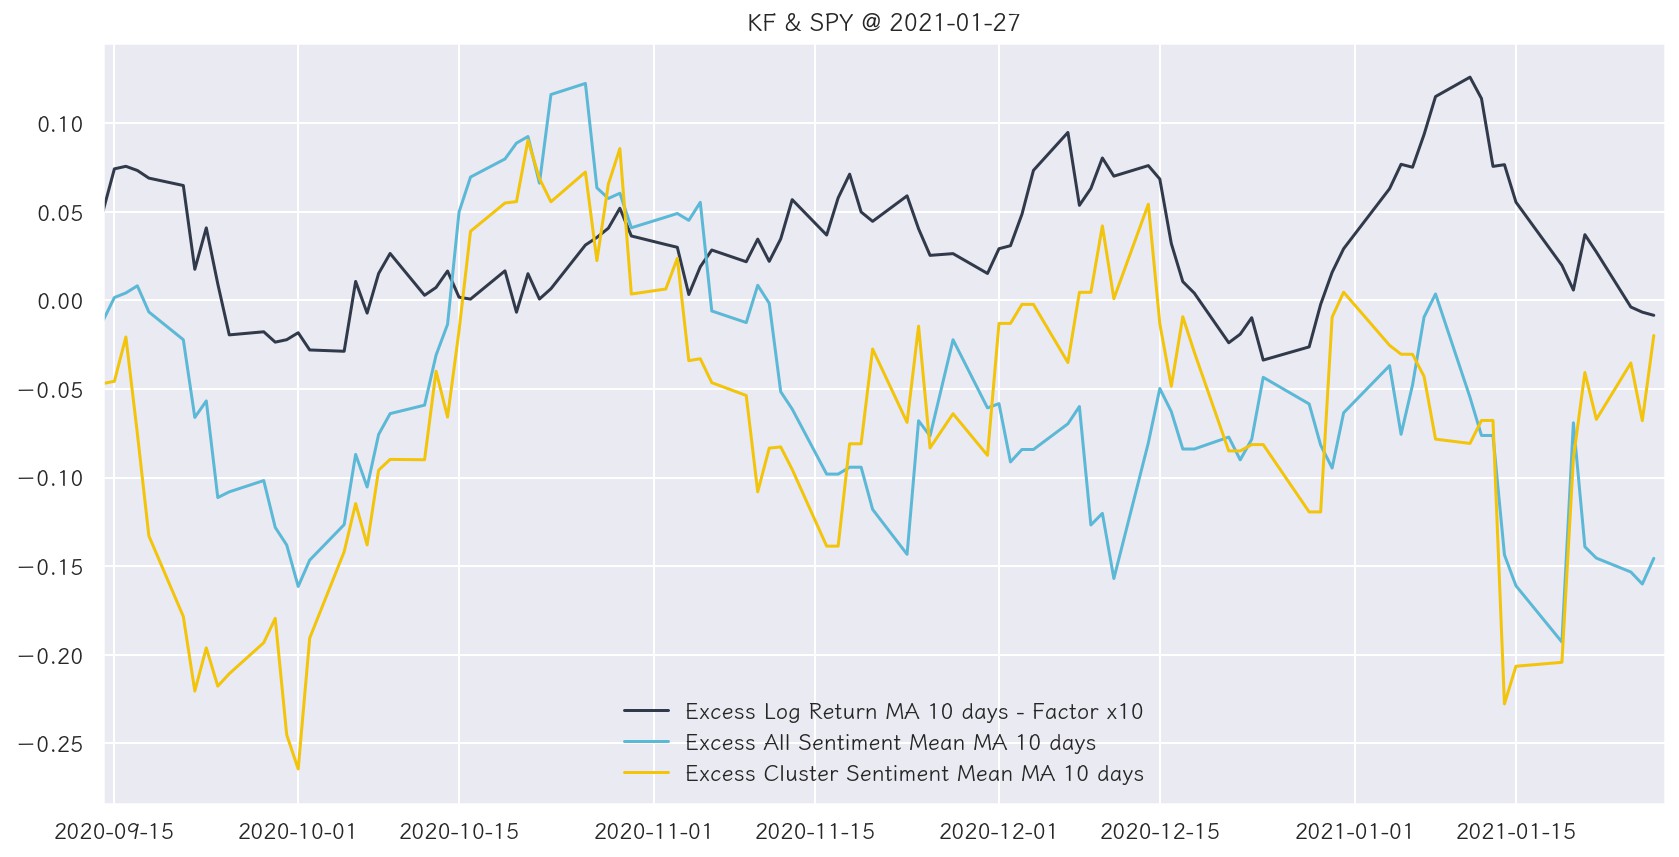 KF & SPY @ 2021-01-27
0.10
0.05
0.00
−0.05
−0.10
−0.15
−0.20
−0.25
Excess Log Return MA 10 days - Factor x10
Excess All Sentiment Mean MA 10 days
Excess Cluster Sentiment Mean MA 10 days
2020-09-15 2020-10-01 2020-10-15 2020-11-01 2020-11-15 2020-12-01 2020-12-15 2021-01-01 2021-01-15